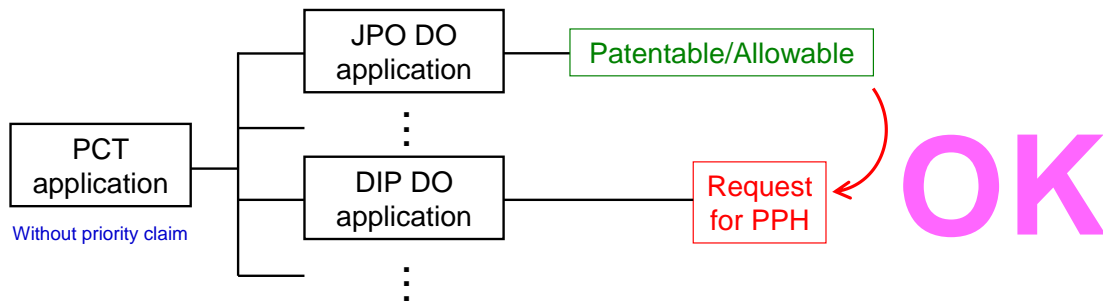 JPO DO
application
Patentable/Allowable
⋮
PCT
application
Without priority claim
DIP DO
application
Request
for PPH
OK
⋮